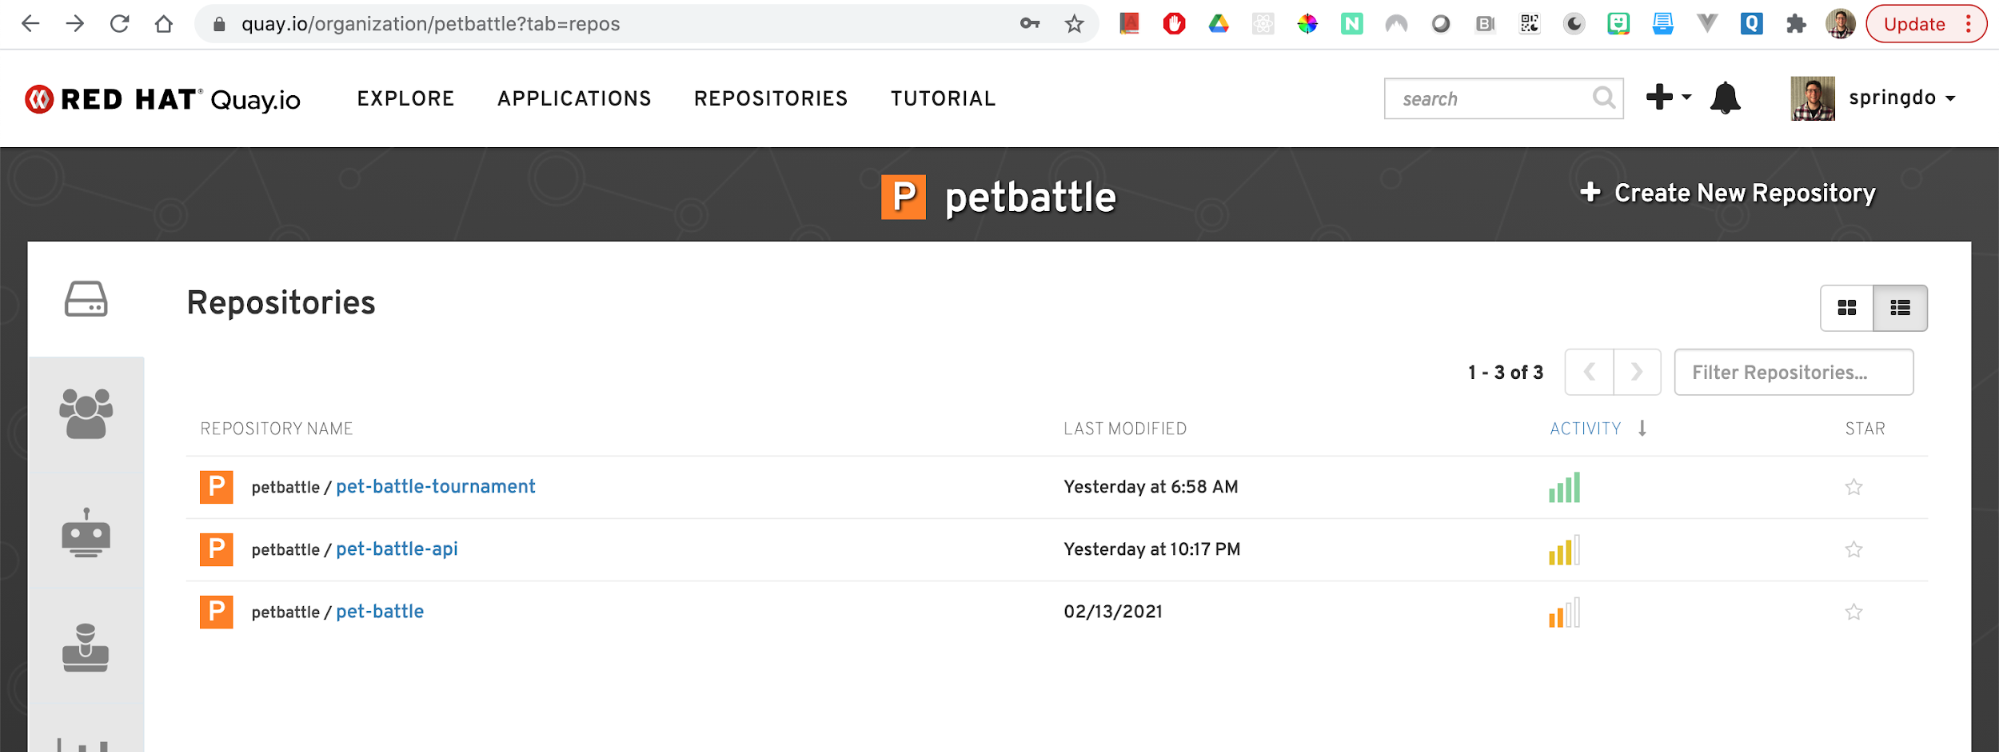 quay.io/organization/petbattle?tab=repos
Update
RED HAT® Quay.io EXPLORE APPLICATIONS REPOSITORIES TUTORIAL search springdo
P petbattle
Create New Repository
Repositories
1 - 3 of 3 Filter Repositories...
REPOSITORY NAME LAST MODIFIED ACTIVITY STAR
P petbattle / pet-battle-tournament Yesterday at 6:58 AM
P petbattle / pet-battle-api Yesterday at 10:17 PM
P petbattle / pet-battle 02/13/2021